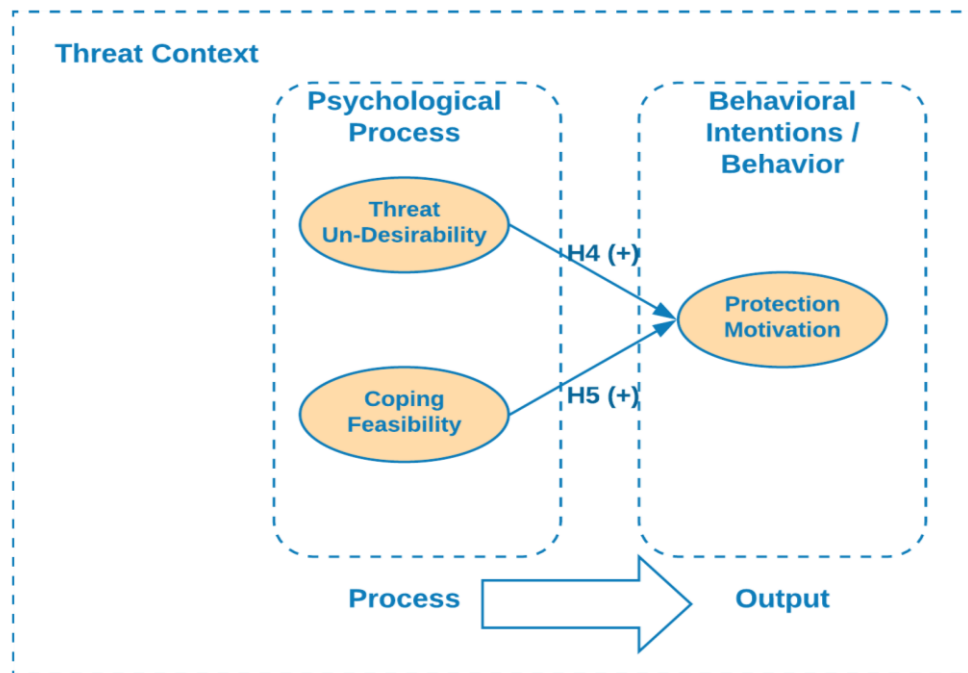 Threat Context
Psychological
Process
Behavioral
Intentions /
Behavior
Threat
Un-Desirability
H4 (+)
Protection
Motivation
Coping
Feasibility
H5 (+)
Process
Output